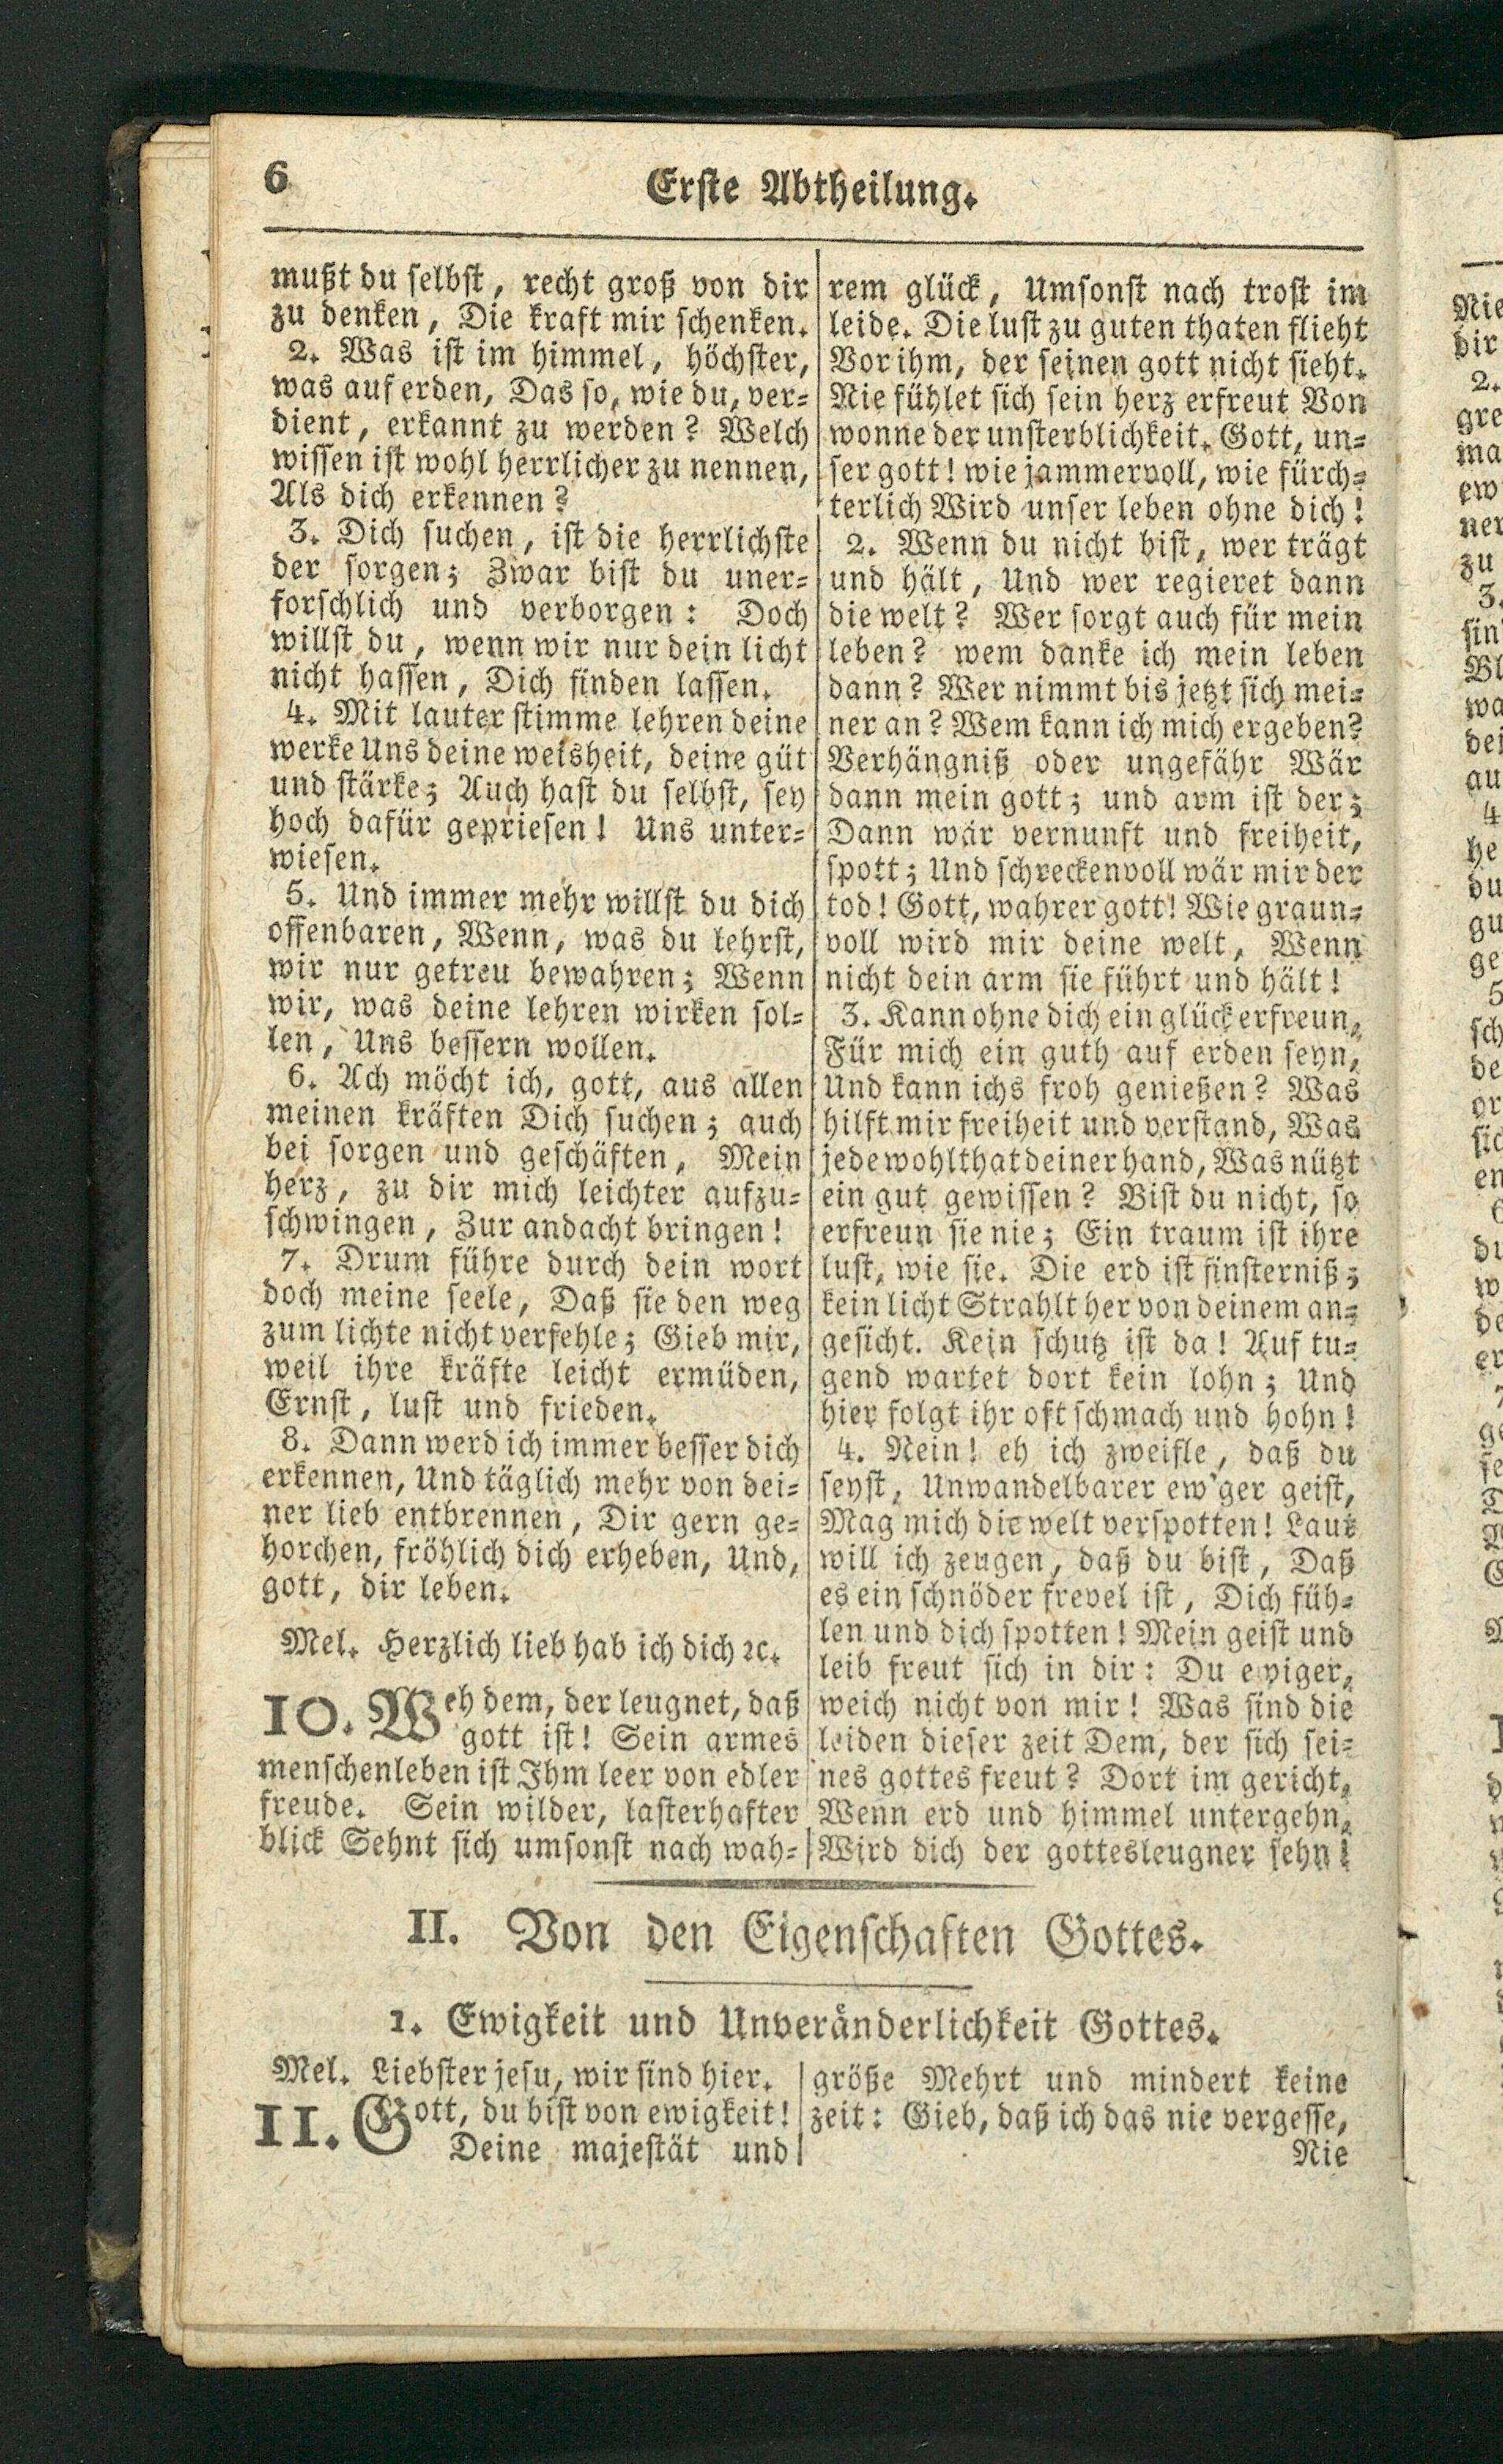 6
Erste Abtheilung.
mußt du selbst, recht groß von dir
zu denken, Die kraft mir schenken.
2. Was ist im himmel, höchster,
was auf erden, Das so, wie du, ver-
dient, erkannt zu werden? Welch
wissen ist wohl herrlicher zu nennen,
Als dich erkennen?
3. Dich suchen, ist die herrlichste
der sorgen; Zwar bist du uner-
forschlich und verborgen: Doch
willst du, wenn wir nur dein licht
nicht hassen, Dich finden lassen.
4. Mit lauter stimme lehren deine
werke Uns deine weisheit, deine güt
und stärke; Auch hast du selbst, sey
hoch dafür gepriesen! Uns unter-
wiesen.
5. Und immer mehr willst du dich
offenbaren, Wenn, was du lehrst,
wir nur getreu bewahren; Wenn
wir, was deine lehren wirken sol-
len, Uns bessern wollen.
6. Ach möcht ich, gott, aus allen
meinen kräften Dich suchen; auch
bei sorgen und geschäften, Mein
herz, zu dir mich leichter aufzu-
schwingen, Zur andacht bringen!
7. Drum führe durch dein wort
doch meine seele, Daß sie den weg
zum lichte nicht verfehle; Gieb mir,
weil ihre kräfte leicht ermüden,
Ernst, lust und frieden.
8. Dann werd ich immer besser dich
erkennen, Und täglich mehr von dei-
ner lieb entbrennen, Dir gern ge-
horchen, fröhlich dich erheben, Und,
gott, dir leben.
Mel. Herzlich lieb hab ich dich ꝛc.
10. Weh dem, der leugnet, daß
gott ist! Sein armes
menschenleben ist Ihm leer von edler
freude. Sein wilder, lasterhafter
blick Sehnt sich umsonst nach wah-
rem glück, Umsonst nach trost im
leide. Die lust zu guten thaten flieht
Vor ihm, der seinen gott nicht sieht.
Nie fühlet sich sein herz erfreut Von
wonne der unsterblichkeit. Gott, un-
ser gott! wie jammervoll, wie fürch-
terlich Wird unser leben ohne dich!
2. Wenn du nicht bist, wer trägt
und hält, Und wer regieret dann
die welt? Wer sorgt auch für mein
leben? wem danke ich mein leben
dann? Wer nimmt bis jetzt sich mei-
ner an? Wem kann ich mich ergeben?
Verhängniß oder ungefähr Wär
dann mein gott; und arm ist der;
Dann wär vernunft und freiheit,
spott; Und schreckenvoll wär mir der
tod! Gott, wahrer gott! Wie graun-
voll wird mir deine welt, Wenn
nicht dein arm sie führt und hält!
3. Kann ohne dich ein glück erfreun,
Für mich ein guth auf erden seyn,
Und kann ichs froh genießen? Was
hilft mir freiheit und verstand, Was
jede wohlthat deiner hand, Was nützt
ein gut gewissen? Bist du nicht, so
erfreun sie nie; Ein traum ist ihre
lust, wie sie. Die erd ist finsterniß;
kein licht Strahlt her von deinem an-
gesicht. Kein schutz ist da! Auf tu-
gend wartet dort kein lohn; Und
hier folgt ihr oft schmach und hohn!
4. Nein! eh ich zweifle, daß du
seyst, Unwandelbarer ew'ger geist,
Mag mich die welt verspotten! Laut
will ich zeugen, daß du bist, Daß
es ein schnöder frevel ist, Dich füh-
len und dich spotten! Mein geist und
leib freut sich in dir: Du ewiger,
weich nicht von mir! Was sind die
leiden dieser zeit Dem, der sich sei-
nes gottes freut? Dort im gericht,
Wenn erd und himmel untergehn,
Wird dich der gottesleugner sehn!
II. Von den Eigenschaften Gottes.
1. Ewigkeit und Unveränderlichkeit Gottes.
Mel. Liebster jesu, wir sind hier.
11. Gott, du bist von ewigkeit!
Deine majestät und
größe Mehrt und mindert keine
zeit: Gieb, daß ich das nie vergesse,
Nie